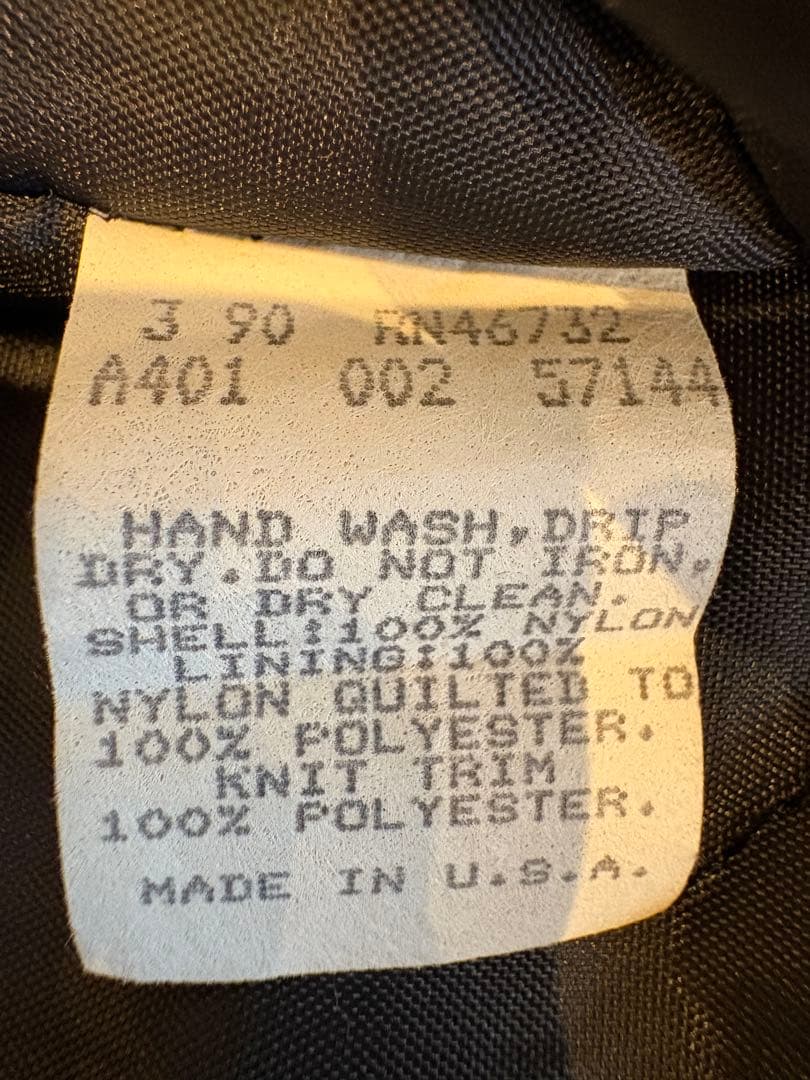 3 90 RN46732
A401 002 57144
HAND WASH,DRIP
DRY.DO NOT IRON,
OR DRY CLEAN.
SHELL:100% NYLON
LINING:100%
NYLON QUILTED TO
100% POLYESTER.
KNIT TRIM
100% POLYESTER.
MADE IN U.S.A.